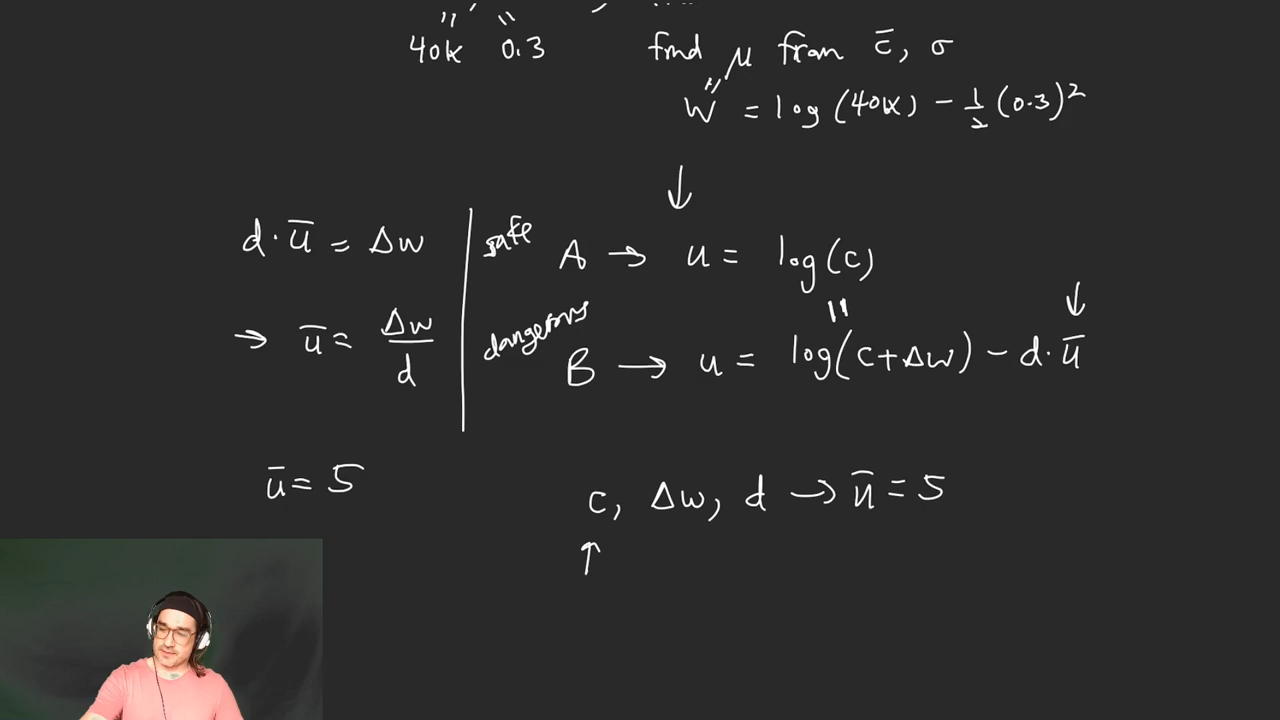 40k 0.3
find μ from c̄, σ
W = log(40k) - 1/2 (0.3)²
d·ū = Δw
⇒ ū = Δw/d
safe A → u = log(c)
dangerous B → u = log(c+Δw) - d·ū
ū = 5
c, Δw, d → ū = 5